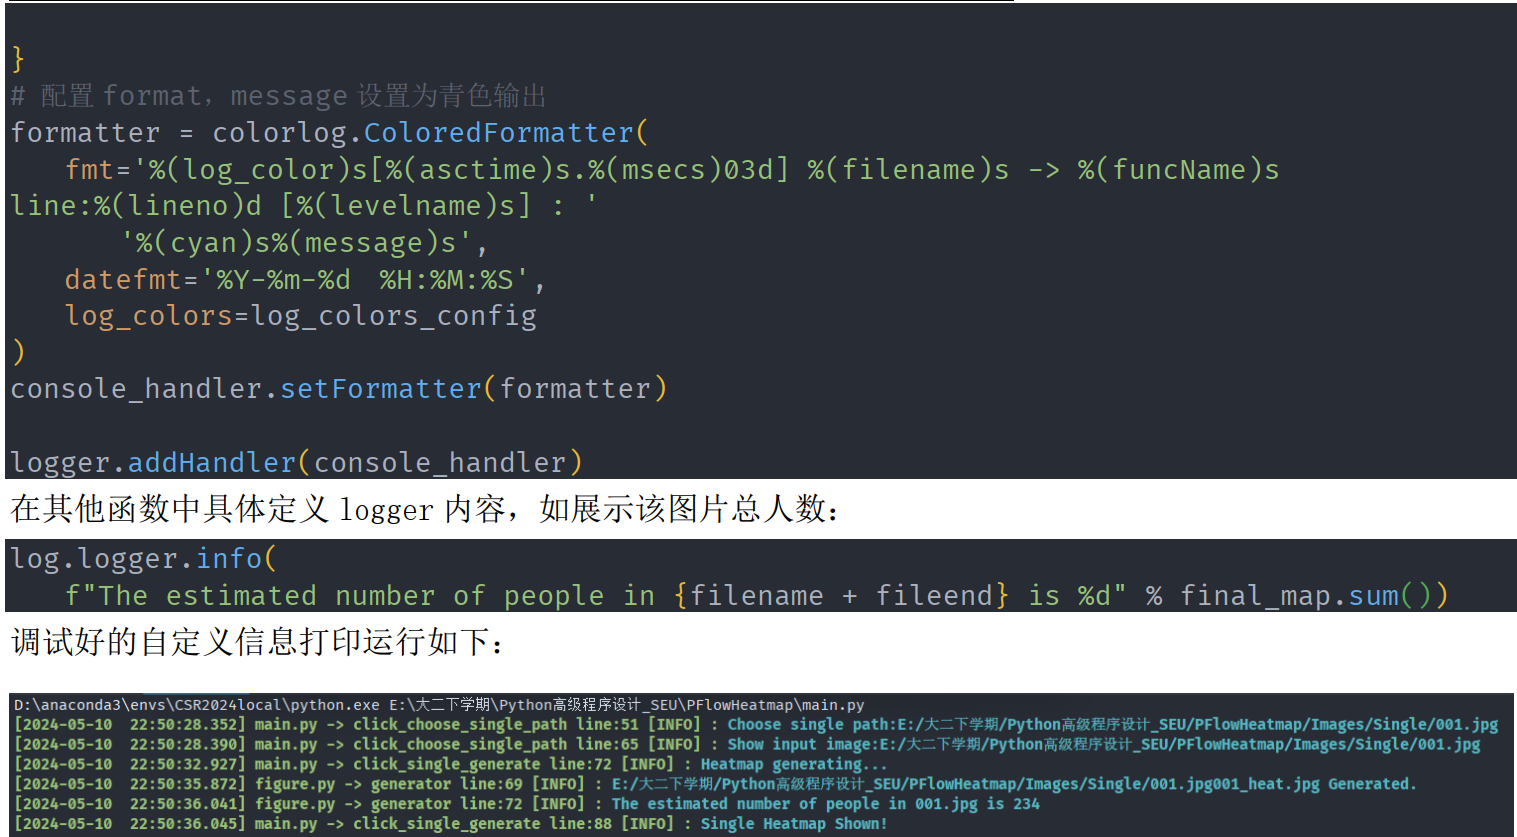 }
# 配置 format，message 设置为青色输出
formatter = colorlog.ColoredFormatter(
fmt='%(log_color)s[%(asctime)s.%(msecs)03d] %(filename)s -> %(funcName)s
line:%(lineno)d [%(levelname)s] : '
'%(cyan)s%(message)s',
datefmt='%Y-%m-%d  %H:%M:%S',
log_colors=log_colors_config
)
console_handler.setFormatter(formatter)
logger.addHandler(console_handler)
在其他函数中具体定义 logger 内容，如展示该图片总人数：
log.logger.info(
f"The estimated number of people in {filename + fileend} is %d" % final_map.sum())
调试好的自定义信息打印运行如下：
D:\anaconda3\envs\CSR2024local\python.exe E:\大二下学期\Python高级程序设计_SEU\PFlowHeatmap\main.py
[2024-05-10  22:50:28.352] main.py -> click_choose_single_path line:51 [INFO] : Choose single path:E:/大二下学期/Python高级程序设计_SEU/PFlowHeatmap/Images/Single/001.jpg
[2024-05-10  22:50:28.390] main.py -> click_choose_single_path line:65 [INFO] : Show input image:E:/大二下学期/Python高级程序设计_SEU/PFlowHeatmap/Images/Single/001.jpg
[2024-05-10  22:50:32.927] main.py -> click_single_generate line:72 [INFO] : Heatmap generating...
[2024-05-10  22:50:35.872] figure.py -> generator line:69 [INFO] : E:/大二下学期/Python高级程序设计_SEU/PFlowHeatmap/Images/Single/001.jpg001_heat.jpg Generated.
[2024-05-10  22:50:36.041] figure.py -> generator line:72 [INFO] : The estimated number of people in 001.jpg is 234
[2024-05-10  22:50:36.045] main.py -> click_single_generate line:88 [INFO] : Single Heatmap Shown!